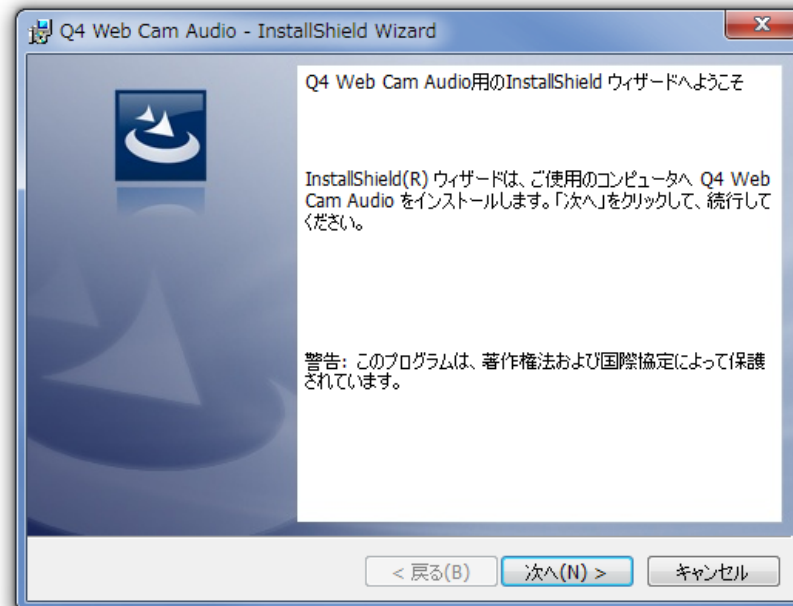 Q4 Web Cam Audio - InstallShield Wizard
Q4 Web Cam Audio用のInstallShield ウィザードへようこそ
InstallShield(R) ウィザードは、ご使用のコンピュータへ Q4 Web
Cam Audio をインストールします。「次へ」をクリックして、続行して
ください。
警告: このプログラムは、著作権法および国際協定によって保護
されています。
< 戻る(B)
次へ(N) >
キャンセル